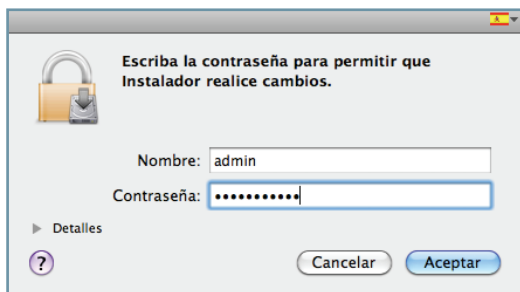 Escriba la contraseña para permitir que
Instalador realice cambios.
Nombre: admin
Contraseña: •••••••••••
Detalles
? Cancelar Aceptar